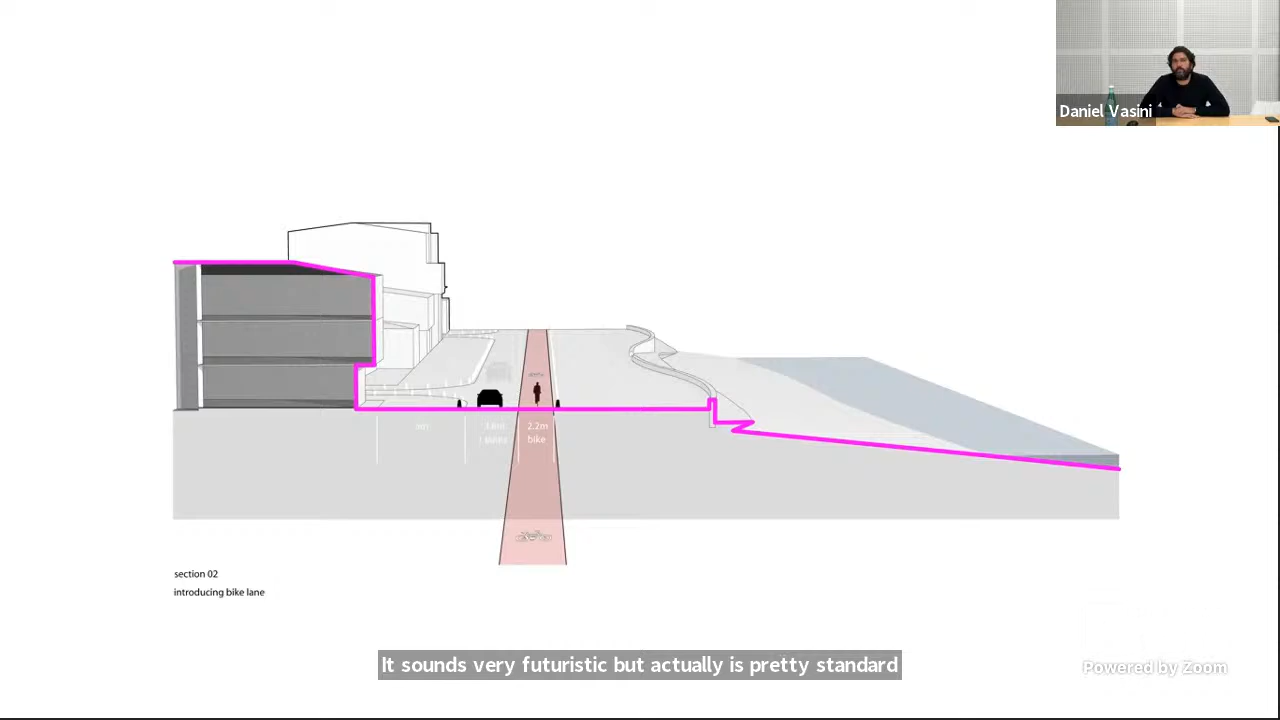 Daniel Vasini
2.2m
bike
section 02
introducing bike lane
It sounds very futuristic but actually is pretty standard
Powered by Zoom